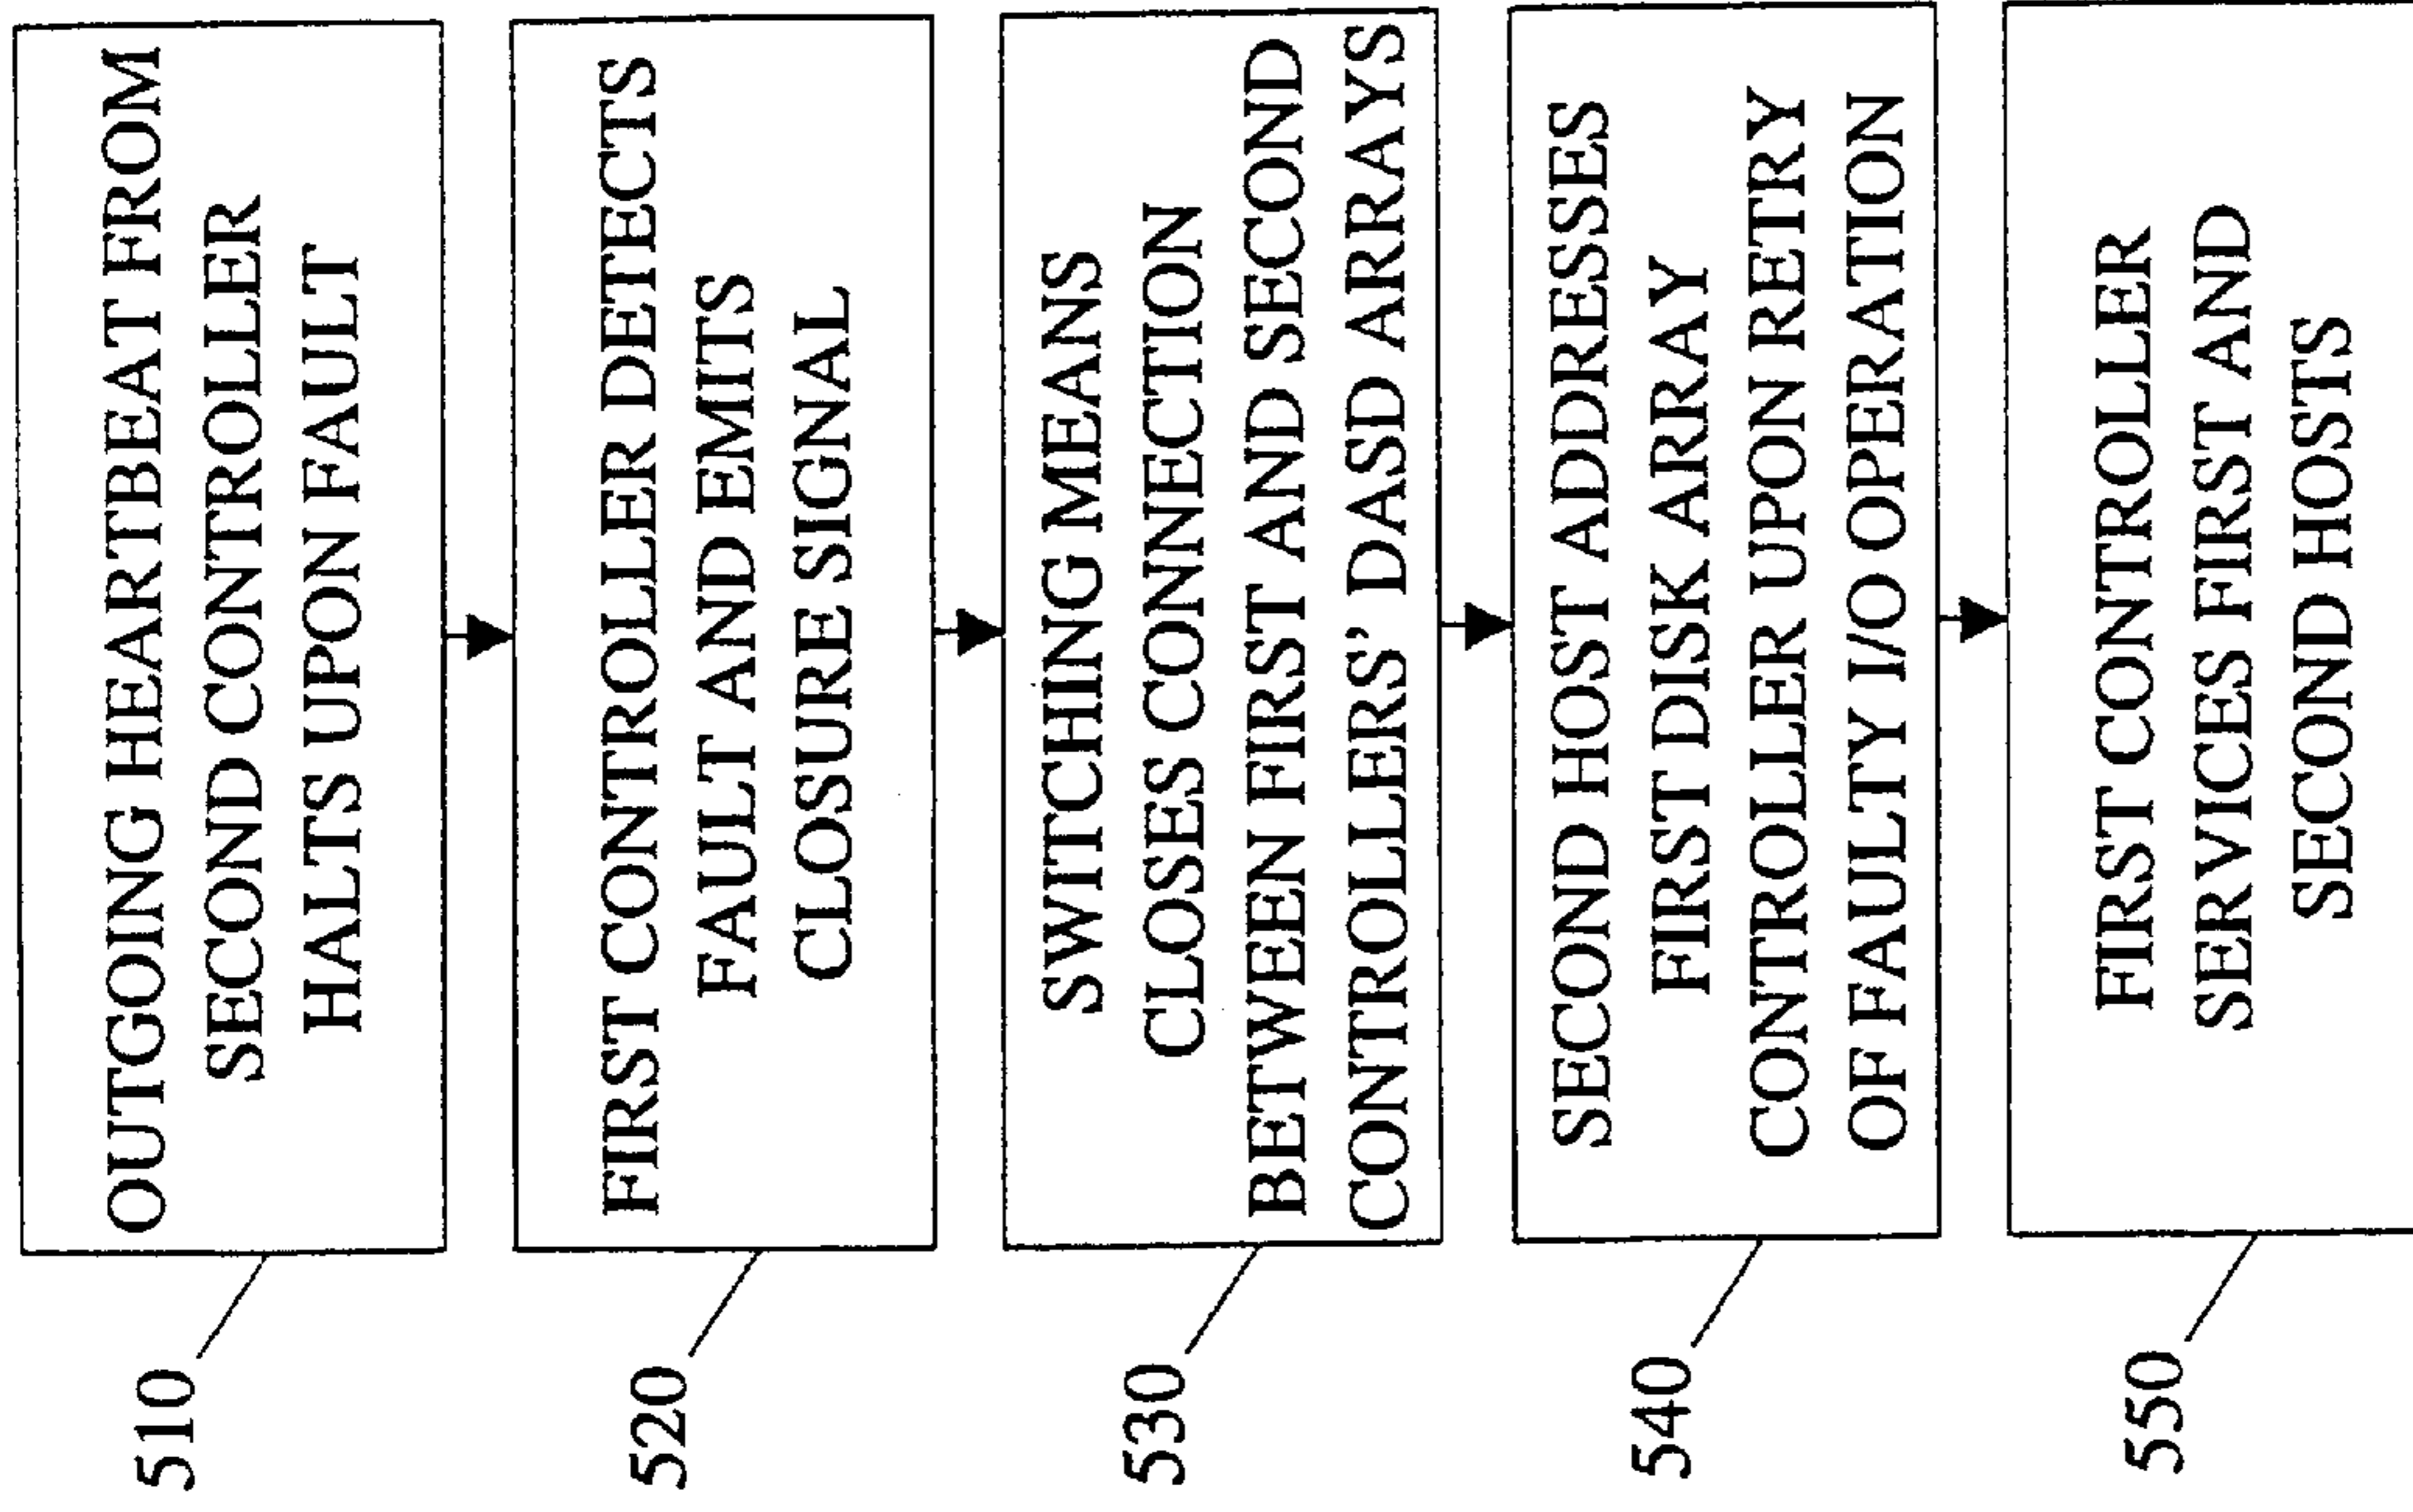 510
OUTGOING HEARTBEAT FROM
SECOND CONTROLLER
HALTS UPON FAULT
520
FIRST CONTROLLER DETECTS
FAULT AND EMITS
CLOSURE SIGNAL
530
SWITCHING MEANS
CLOSES CONNECTION
BETWEEN FIRST AND SECOND
CONTROLLERS' DASD ARRAYS
540
SECOND HOST ADDRESSES
FIRST DISK ARRAY
CONTROLLER UPON RETRY
OF FAULTY I/O OPERATION
550
FIRST CONTROLLER
SERVICES FIRST AND
SECOND HOSTS